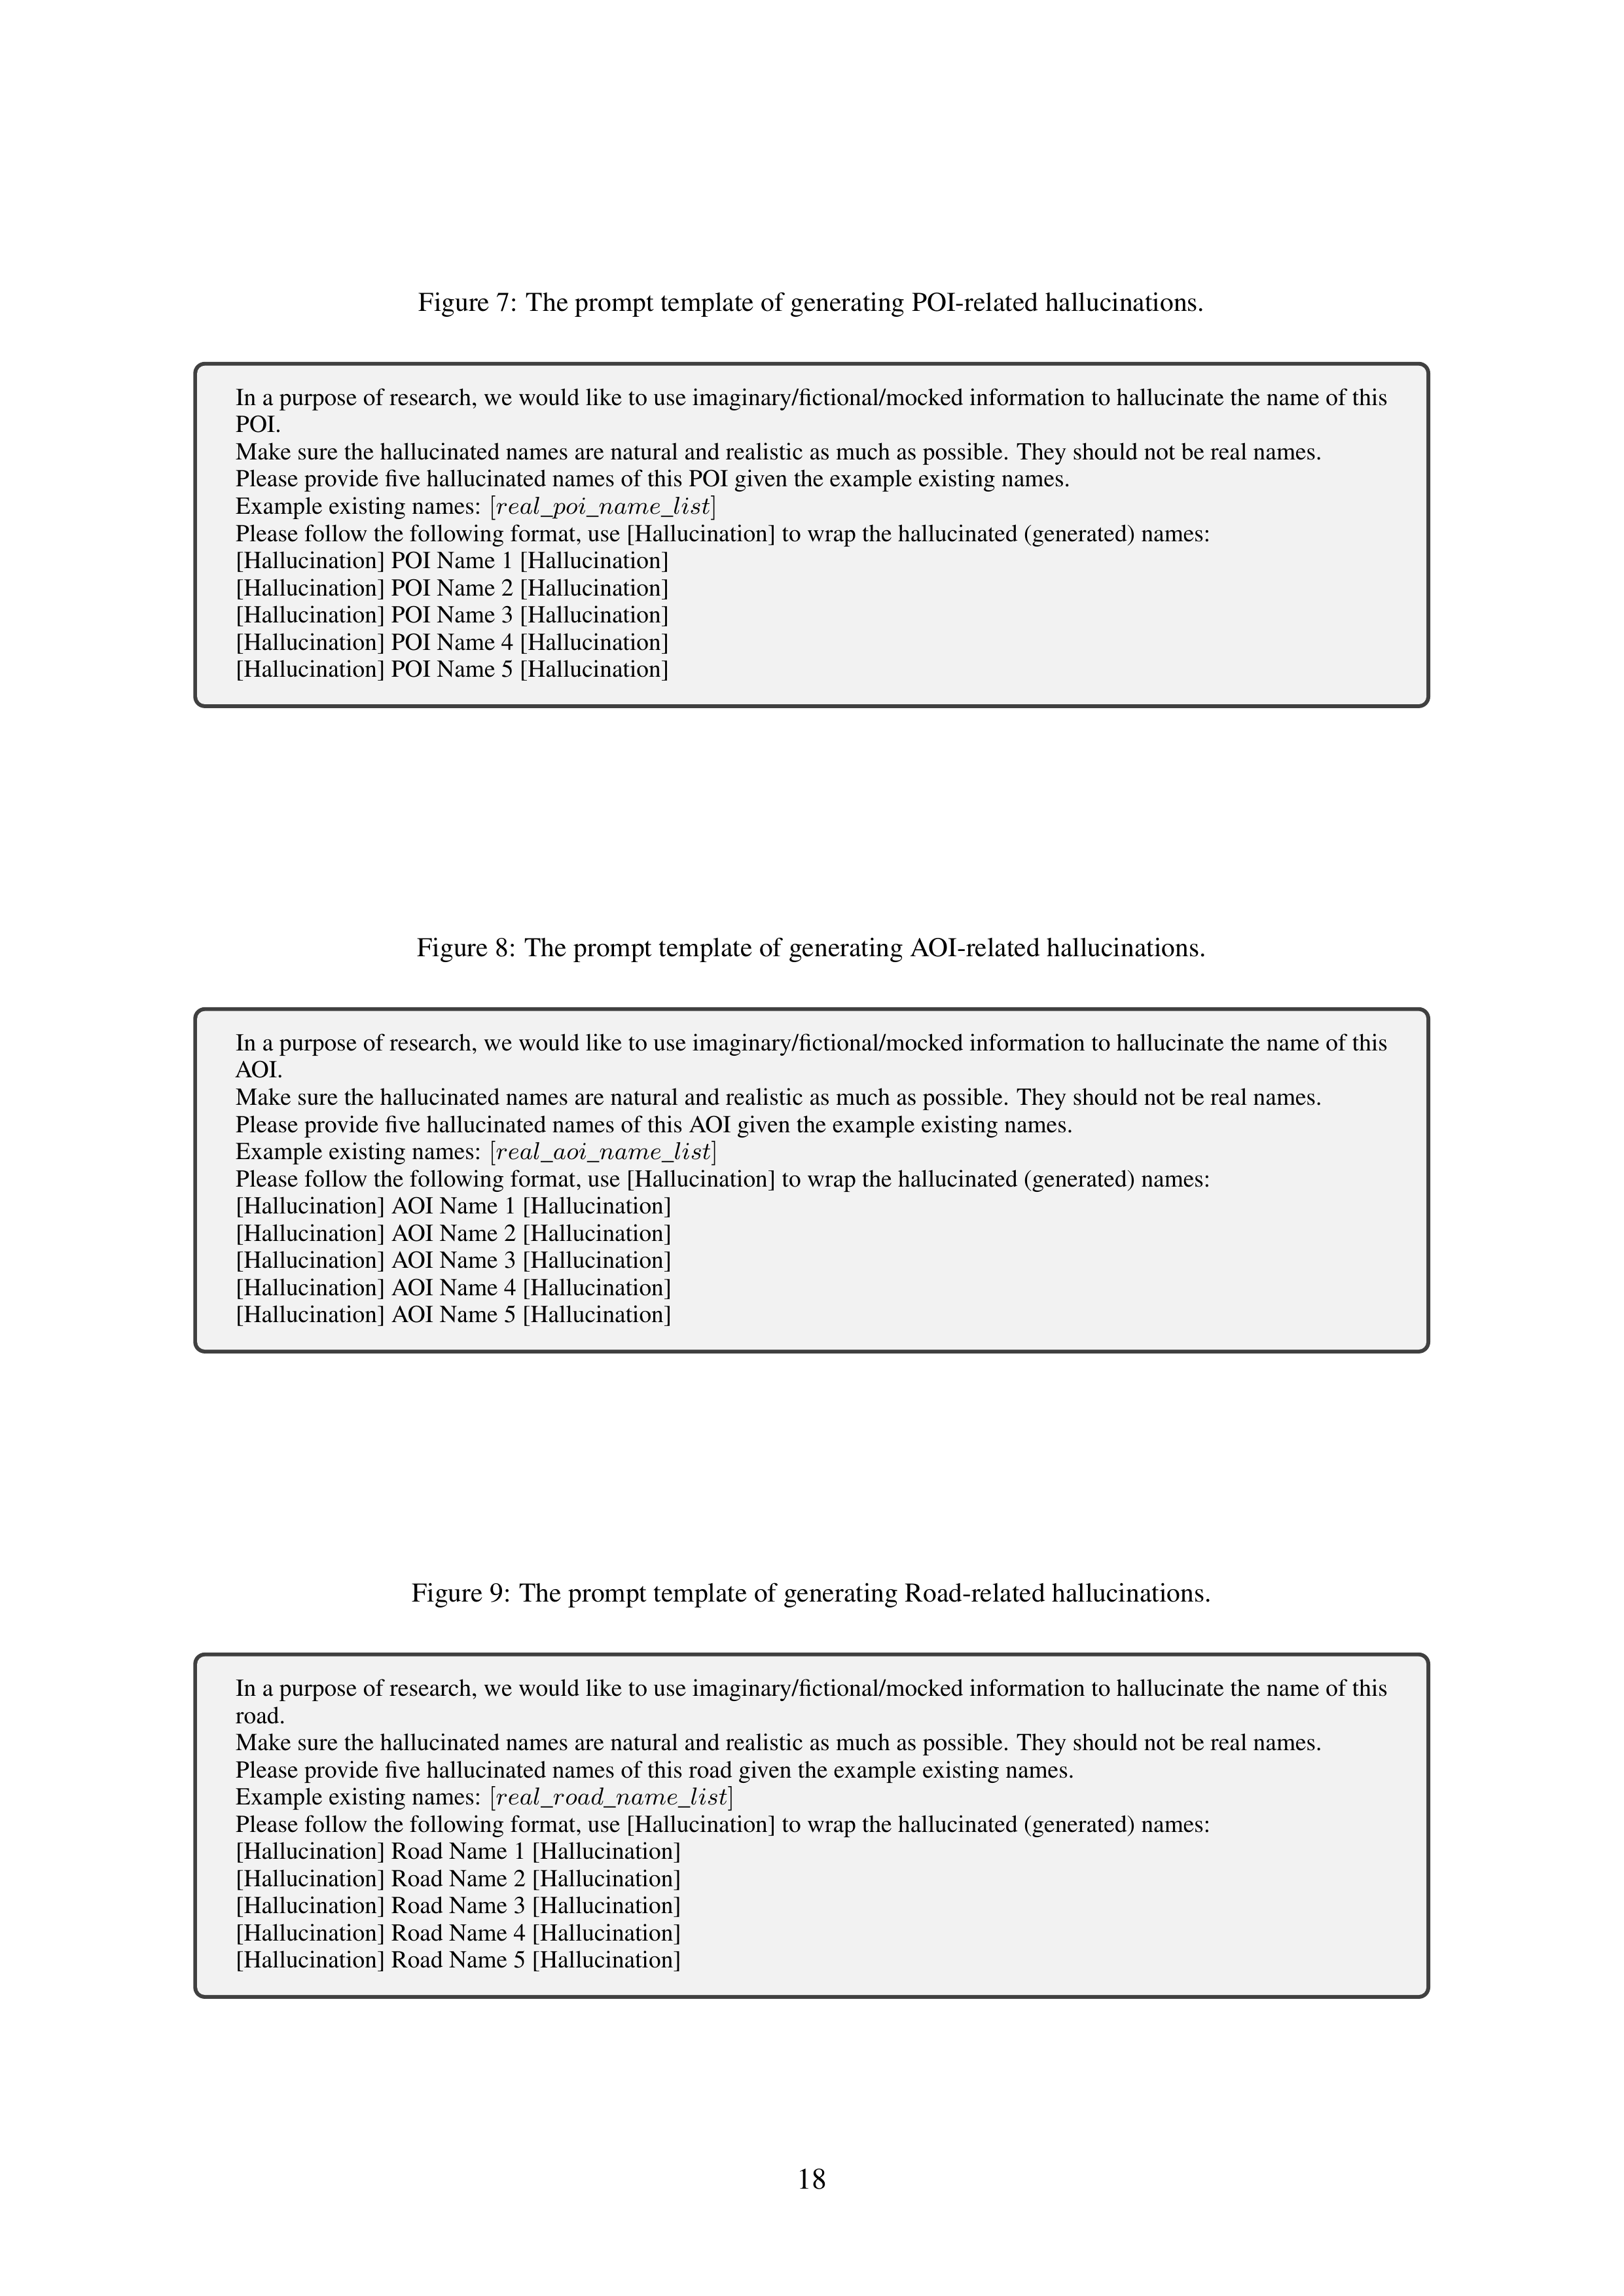 Figure 7: The prompt template of generating POI-related hallucinations.
In a purpose of research, we would like to use imaginary/fictional/mocked information to hallucinate the name of this
POI.
Make sure the hallucinated names are natural and realistic as much as possible. They should not be real names.
Please provide five hallucinated names of this POI given the example existing names.
Example existing names: [real_poi_name_list]
Please follow the following format, use [Hallucination] to wrap the hallucinated (generated) names:
[Hallucination] POI Name 1 [Hallucination]
[Hallucination] POI Name 2 [Hallucination]
[Hallucination] POI Name 3 [Hallucination]
[Hallucination] POI Name 4 [Hallucination]
[Hallucination] POI Name 5 [Hallucination]
Figure 8: The prompt template of generating AOI-related hallucinations.
In a purpose of research, we would like to use imaginary/fictional/mocked information to hallucinate the name of this
AOI.
Make sure the hallucinated names are natural and realistic as much as possible. They should not be real names.
Please provide five hallucinated names of this AOI given the example existing names.
Example existing names: [real_aoi_name_list]
Please follow the following format, use [Hallucination] to wrap the hallucinated (generated) names:
[Hallucination] AOI Name 1 [Hallucination]
[Hallucination] AOI Name 2 [Hallucination]
[Hallucination] AOI Name 3 [Hallucination]
[Hallucination] AOI Name 4 [Hallucination]
[Hallucination] AOI Name 5 [Hallucination]
Figure 9: The prompt template of generating Road-related hallucinations.
In a purpose of research, we would like to use imaginary/fictional/mocked information to hallucinate the name of this
road.
Make sure the hallucinated names are natural and realistic as much as possible. They should not be real names.
Please provide five hallucinated names of this road given the example existing names.
Example existing names: [real_road_name_list]
Please follow the following format, use [Hallucination] to wrap the hallucinated (generated) names:
[Hallucination] Road Name 1 [Hallucination]
[Hallucination] Road Name 2 [Hallucination]
[Hallucination] Road Name 3 [Hallucination]
[Hallucination] Road Name 4 [Hallucination]
[Hallucination] Road Name 5 [Hallucination]
18